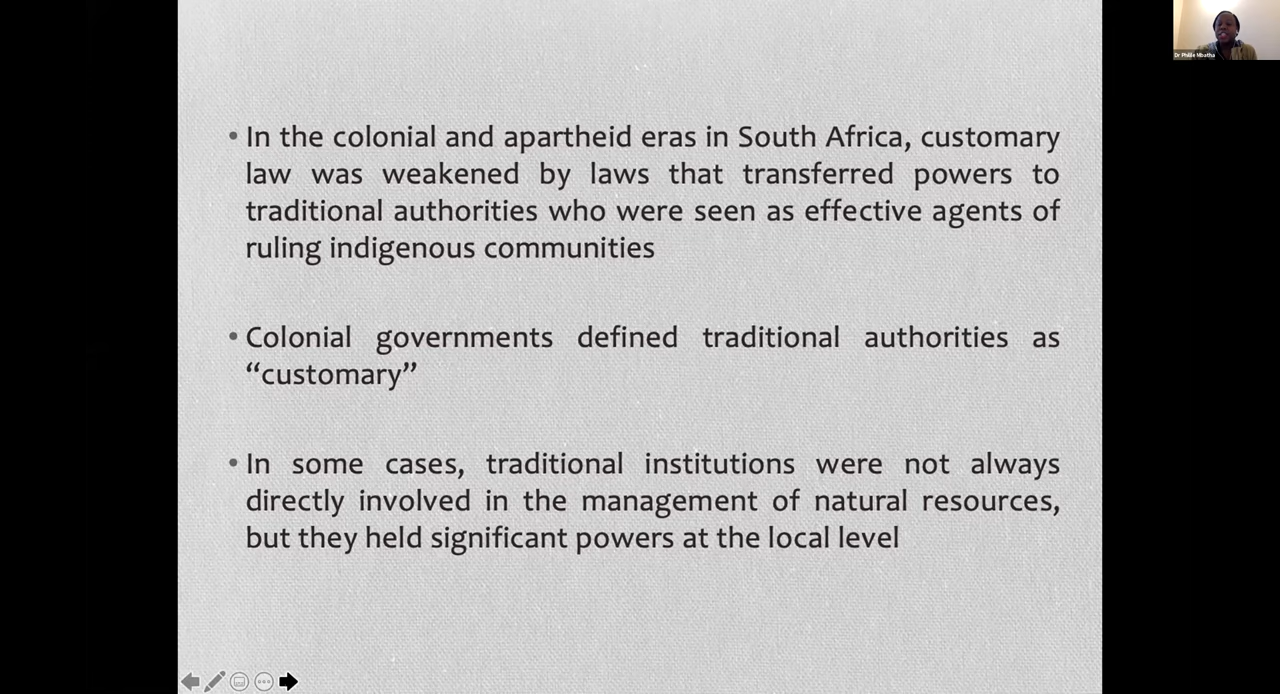 • In the colonial and apartheid eras in South Africa, customary
law was weakened by laws that transferred powers to
traditional authorities who were seen as effective agents of
ruling indigenous communities
• Colonial governments defined traditional authorities as
“customary”
• In some cases, traditional institutions were not always
directly involved in the management of natural resources,
but they held significant powers at the local level
Dr Philile Mbatha